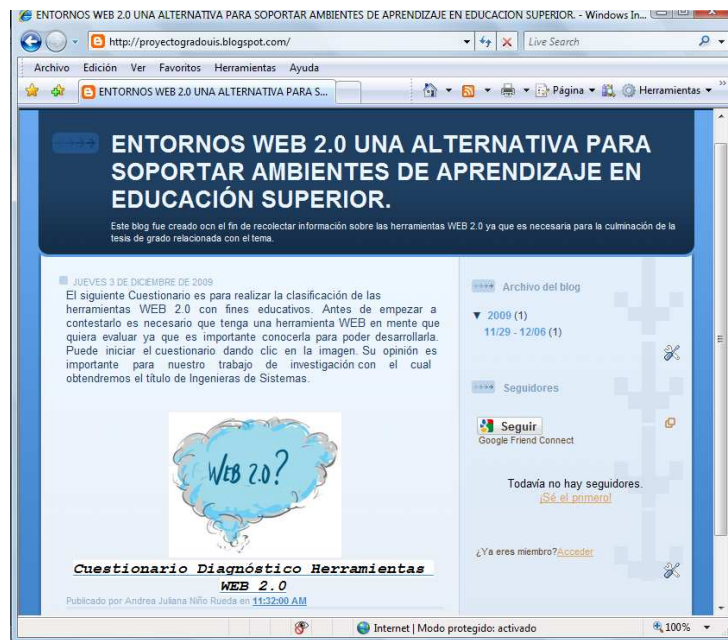 ENTORNOS WEB 2.0 UNA ALTERNATIVA PARA SOPORTAR AMBIENTES DE APRENDIZAJE EN EDUCACION SUPERIOR. - Windows In...
http://proyectogradouis.blogspot.com/
Live Search
Archivo Edición Ver Favoritos Herramientas Ayuda
ENTORNOS WEB 2.0 UNA ALTERNATIVA PARA S...
Página
Herramientas
ENTORNOS WEB 2.0 UNA ALTERNATIVA PARA
SOPORTAR AMBIENTES DE APRENDIZAJE EN
EDUCACIÓN SUPERIOR.
Este blog fue creado ocn el fin de recolectar información sobre las herramientas WEB 2.0 ya que es necesaria para la culminación de la
tesis de grado relacionada con el tema.
JUEVES 3 DE DICIEMBRE DE 2009
El siguiente Cuestionario es para realizar la clasificación de las
herramientas WEB 2.0 con fines educativos. Antes de empezar a
contestarlo es necesario que tenga una herramienta WEB en mente que
quiera evaluar ya que es importante conocerla para poder desarrollarla.
Puede iniciar el cuestionario dando clic en la imagen. Su opinión es
importante para nuestro trabajo de investigación con el cual
obtendremos el título de Ingenieras de Sistemas.
WEB 2.0?
Cuestionario Diagnóstico Herramientas
WEB 2.0
Publicado por Andrea Juliana Niño Rueda en 11:32:00 AM
Archivo del blog
▼ 2009 (1)
11/29 - 12/06 (1)
Seguidores
Seguir
Google Friend Connect
Todavía no hay seguidores.
¡Sé el primero!
¿Ya eres miembro?Acceder
Internet | Modo protegido: activado
100%